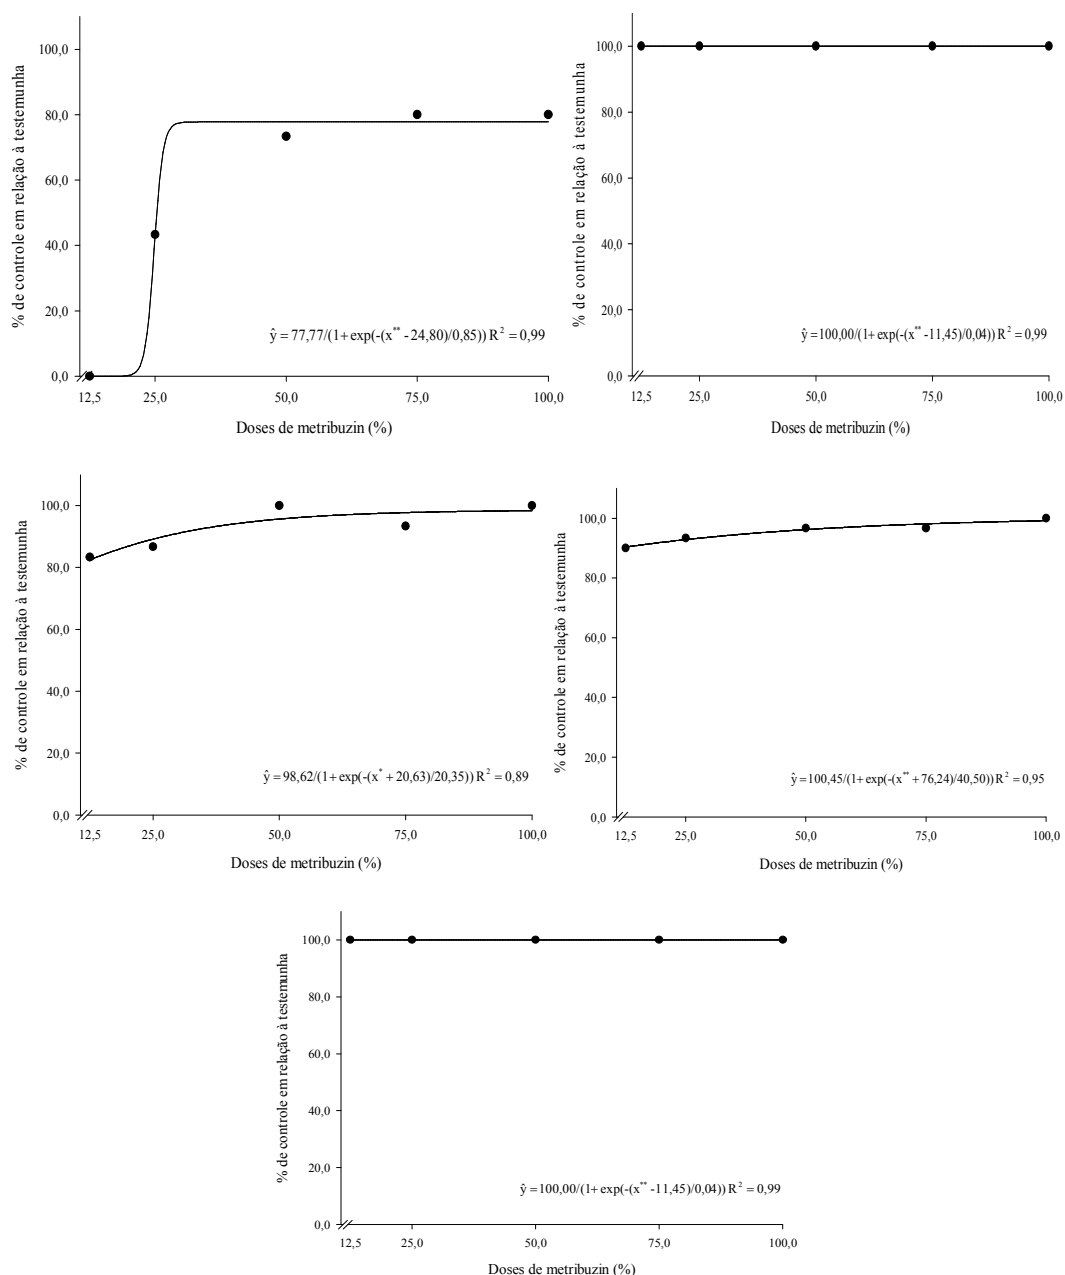 % de controle em relação à testemunha
100,0
80,0
60,0
40,0
20,0
0,0
ŷ = 77,77/(1+ exp(-(x** - 24,80)/0,85)) R² = 0,99
12,5 25,0 50,0 75,0 100,0
Doses de metribuzin (%)
% de controle em relação à testemunha
100,0
80,0
60,0
40,0
20,0
0,0
ŷ =100,00/(1+ exp(-(x** -11,45)/0,04)) R² = 0,99
12,5 25,0 50,0 75,0 100,0
Doses de metribuzin (%)
% de controle em relação à testemunha
100,0
80,0
60,0
40,0
20,0
0,0
ŷ = 98,62/(1+ exp(-(x* + 20,63)/20,35)) R² = 0,89
12,5 25,0 50,0 75,0 100,0
Doses de metribuzin (%)
% de controle em relação à testemunha
100,0
80,0
60,0
40,0
20,0
0,0
ŷ =100,45/(1+ exp(-(x** + 76,24)/40,50)) R² = 0,95
12,5 25,0 50,0 75,0 100,0
Doses de metribuzin (%)
% de controle em relação à testemunha
100,0
80,0
60,0
40,0
20,0
0,0
ŷ =100,00/(1+ exp(-(x** -11,45)/0,04)) R² = 0,99
12,5 25,0 50,0 75,0 100,0
Doses de metribuzin (%)